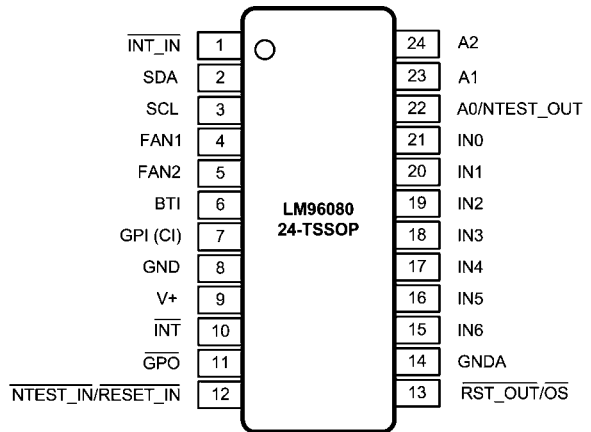 INT_IN 1
SDA 2
SCL 3
FAN1 4
FAN2 5
BTI 6
GPI (CI) 7
GND 8
V+ 9
INT 10
GPO 11
NTEST_IN/RESET_IN 12
LM96080
24-TSSOP
24 A2
23 A1
22 A0/NTEST_OUT
21 IN0
20 IN1
19 IN2
18 IN3
17 IN4
16 IN5
15 IN6
14 GNDA
13 RST_OUT/OS